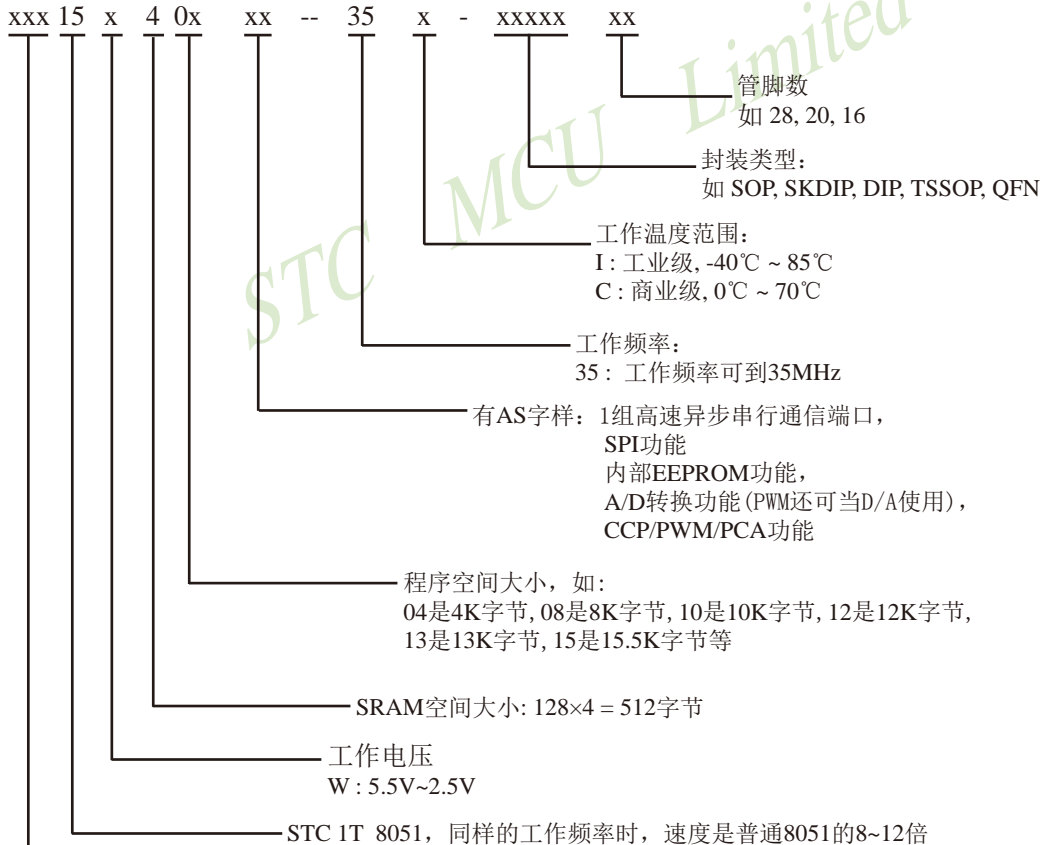 xxx 15 x 4 0x xx -- 35 x - xxxxx xx
管脚数
如 28, 20, 16
封装类型：
如 SOP, SKDIP, DIP, TSSOP, QFN
工作温度范围：
I : 工业级, -40℃ ~ 85℃
C : 商业级, 0℃ ~ 70℃
工作频率：
35 : 工作频率可到35MHz
有AS字样：1组高速异步串行通信端口，
SPI功能
内部EEPROM功能，
A/D转换功能(PWM还可当D/A使用)，
CCP/PWM/PCA功能
程序空间大小，如:
04是4K字节, 08是8K字节, 10是10K字节, 12是12K字节,
13是13K字节, 15是15.5K字节等
SRAM空间大小: 128×4 = 512字节
工作电压
W : 5.5V~2.5V
STC 1T 8051，同样的工作频率时，速度是普通8051的8~12倍
STC MCU Limited